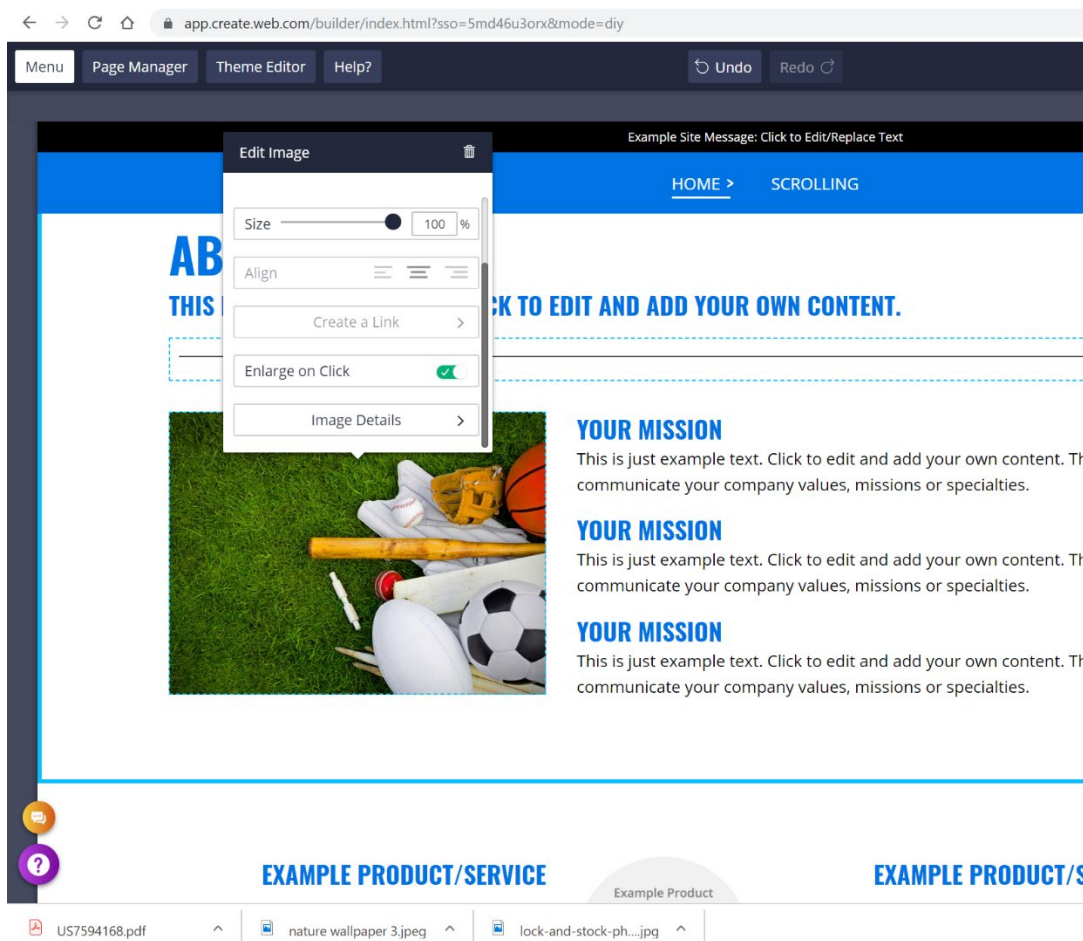 app.create.web.com/builder/index.html?sso=5md46u3orx&mode=diy
Menu Page Manager Theme Editor Help? Undo Redo
Example Site Message: Click to Edit/Replace Text
HOME > SCROLLING
Edit Image
Size 100 %
Align
Create a Link >
Enlarge on Click
Image Details >
AB
THIS CK TO EDIT AND ADD YOUR OWN CONTENT.
YOUR MISSION
This is just example text. Click to edit and add your own content. Th
communicate your company values, missions or specialties.
YOUR MISSION
This is just example text. Click to edit and add your own content. Th
communicate your company values, missions or specialties.
YOUR MISSION
This is just example text. Click to edit and add your own content. Th
communicate your company values, missions or specialties.
?
EXAMPLE PRODUCT/SERVICE
Example Product
EXAMPLE PRODUCT/S
US7594168.pdf
nature wallpaper 3.jpeg
lock-and-stock-ph....jpg